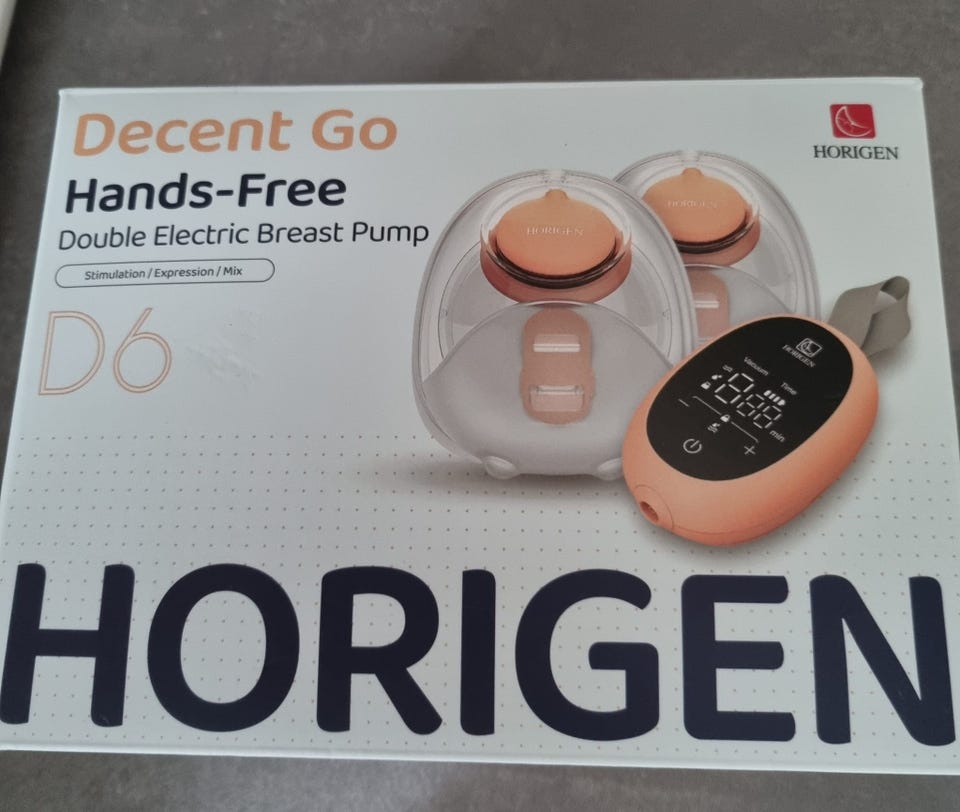 Decent Go
HORIGEN
Hands-Free
Double Electric Breast Pump
Stimulation / Expression / Mix
D6
HORIGEN
HORIGEN
HORIGEN
Vacuum
Time
888
min
HORIGEN